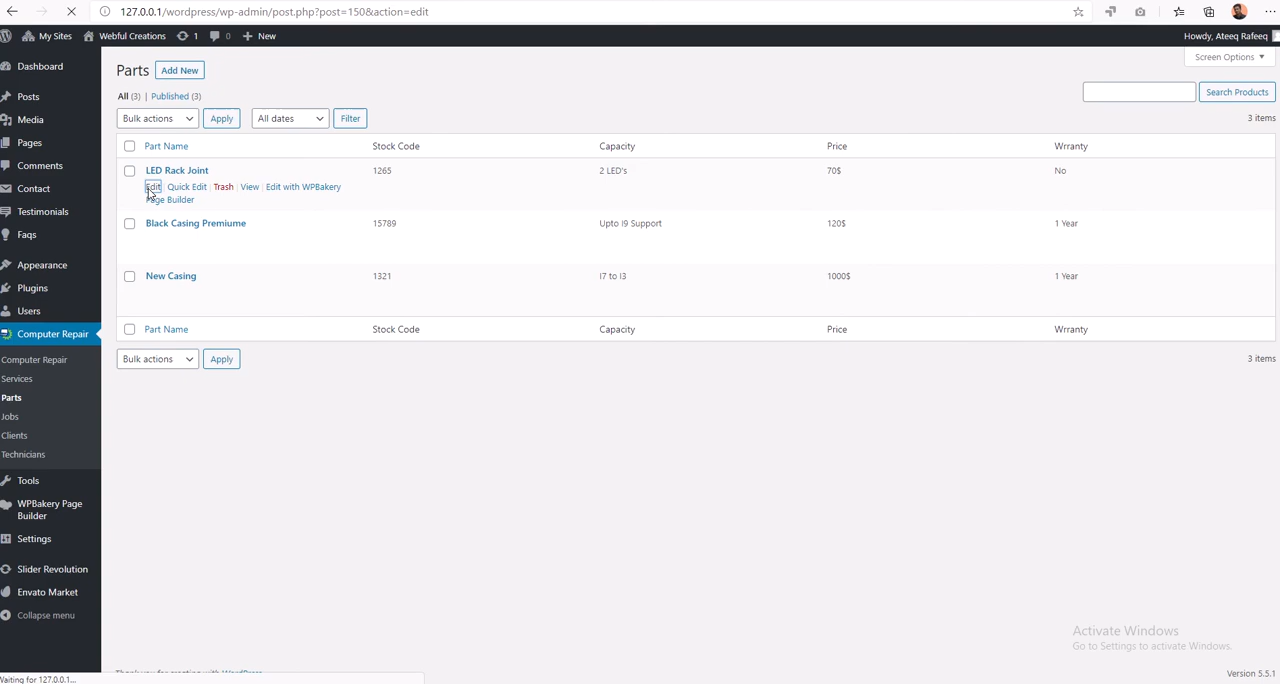 127.0.0.1/wordpress/wp-admin/post.php?post=150&action=edit
My Sites Webful Creations 1 0 + New Howdy, Ateeq Rafeeq
Dashboard
Posts
Media
Pages
Comments
Contact
Testimonials
Faqs
Appearance
Plugins
Users
Computer Repair
Computer Repair
Services
Parts
Jobs
Clients
Technicians
Tools
WPBakery Page
Builder
Settings
Slider Revolution
Envato Market
Collapse menu
Screen Options
Parts Add New
All (3) | Published (3)
Search Products
Bulk actions Apply All dates Filter 3 items
Part Name Stock Code Capacity Price Wrranty
LED Rack Joint 1265 2 LED's 70$ No
Edit | Quick Edit | Trash | View | Edit with WPBakery
Page Builder
Black Casing Premiume 15789 Upto I9 Support 120$ 1 Year
New Casing 1321 I7 to I3 1000$ 1 Year
Part Name Stock Code Capacity Price Wrranty
Bulk actions Apply 3 items
Activate Windows
Go to Settings to activate Windows.
Thank you for creating with WordPress
Version 5.5.1
Waiting for 127.0.0.1...